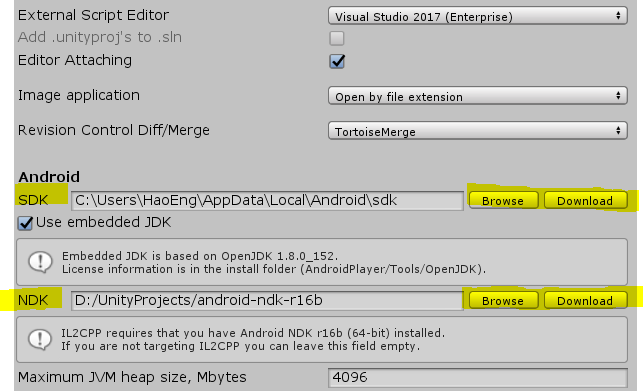 External Script Editor Visual Studio 2017 (Enterprise)
Add .unityproj's to .sln
Editor Attaching
Image application Open by file extension
Revision Control Diff/Merge TortoiseMerge
Android
SDK C:\Users\HaoEng\AppData\Local\Android\sdk Browse Download
Use embedded JDK
Embedded JDK is based on OpenJDK 1.8.0_152.
License information is in the install folder (AndroidPlayer/Tools/OpenJDK).
NDK D:/UnityProjects/android-ndk-r16b Browse Download
IL2CPP requires that you have Android NDK r16b (64-bit) installed.
If you are not targeting IL2CPP you can leave this field empty.
Maximum JVM heap size, Mbytes 4096